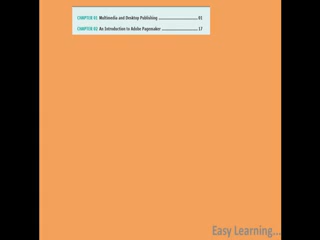 CHAPTER 01 Multimedia and Desktop Publishing ........................ 01
CHAPTER 02 An Introduction to Adobe Pagemaker ...................... 17
Easy Learning...